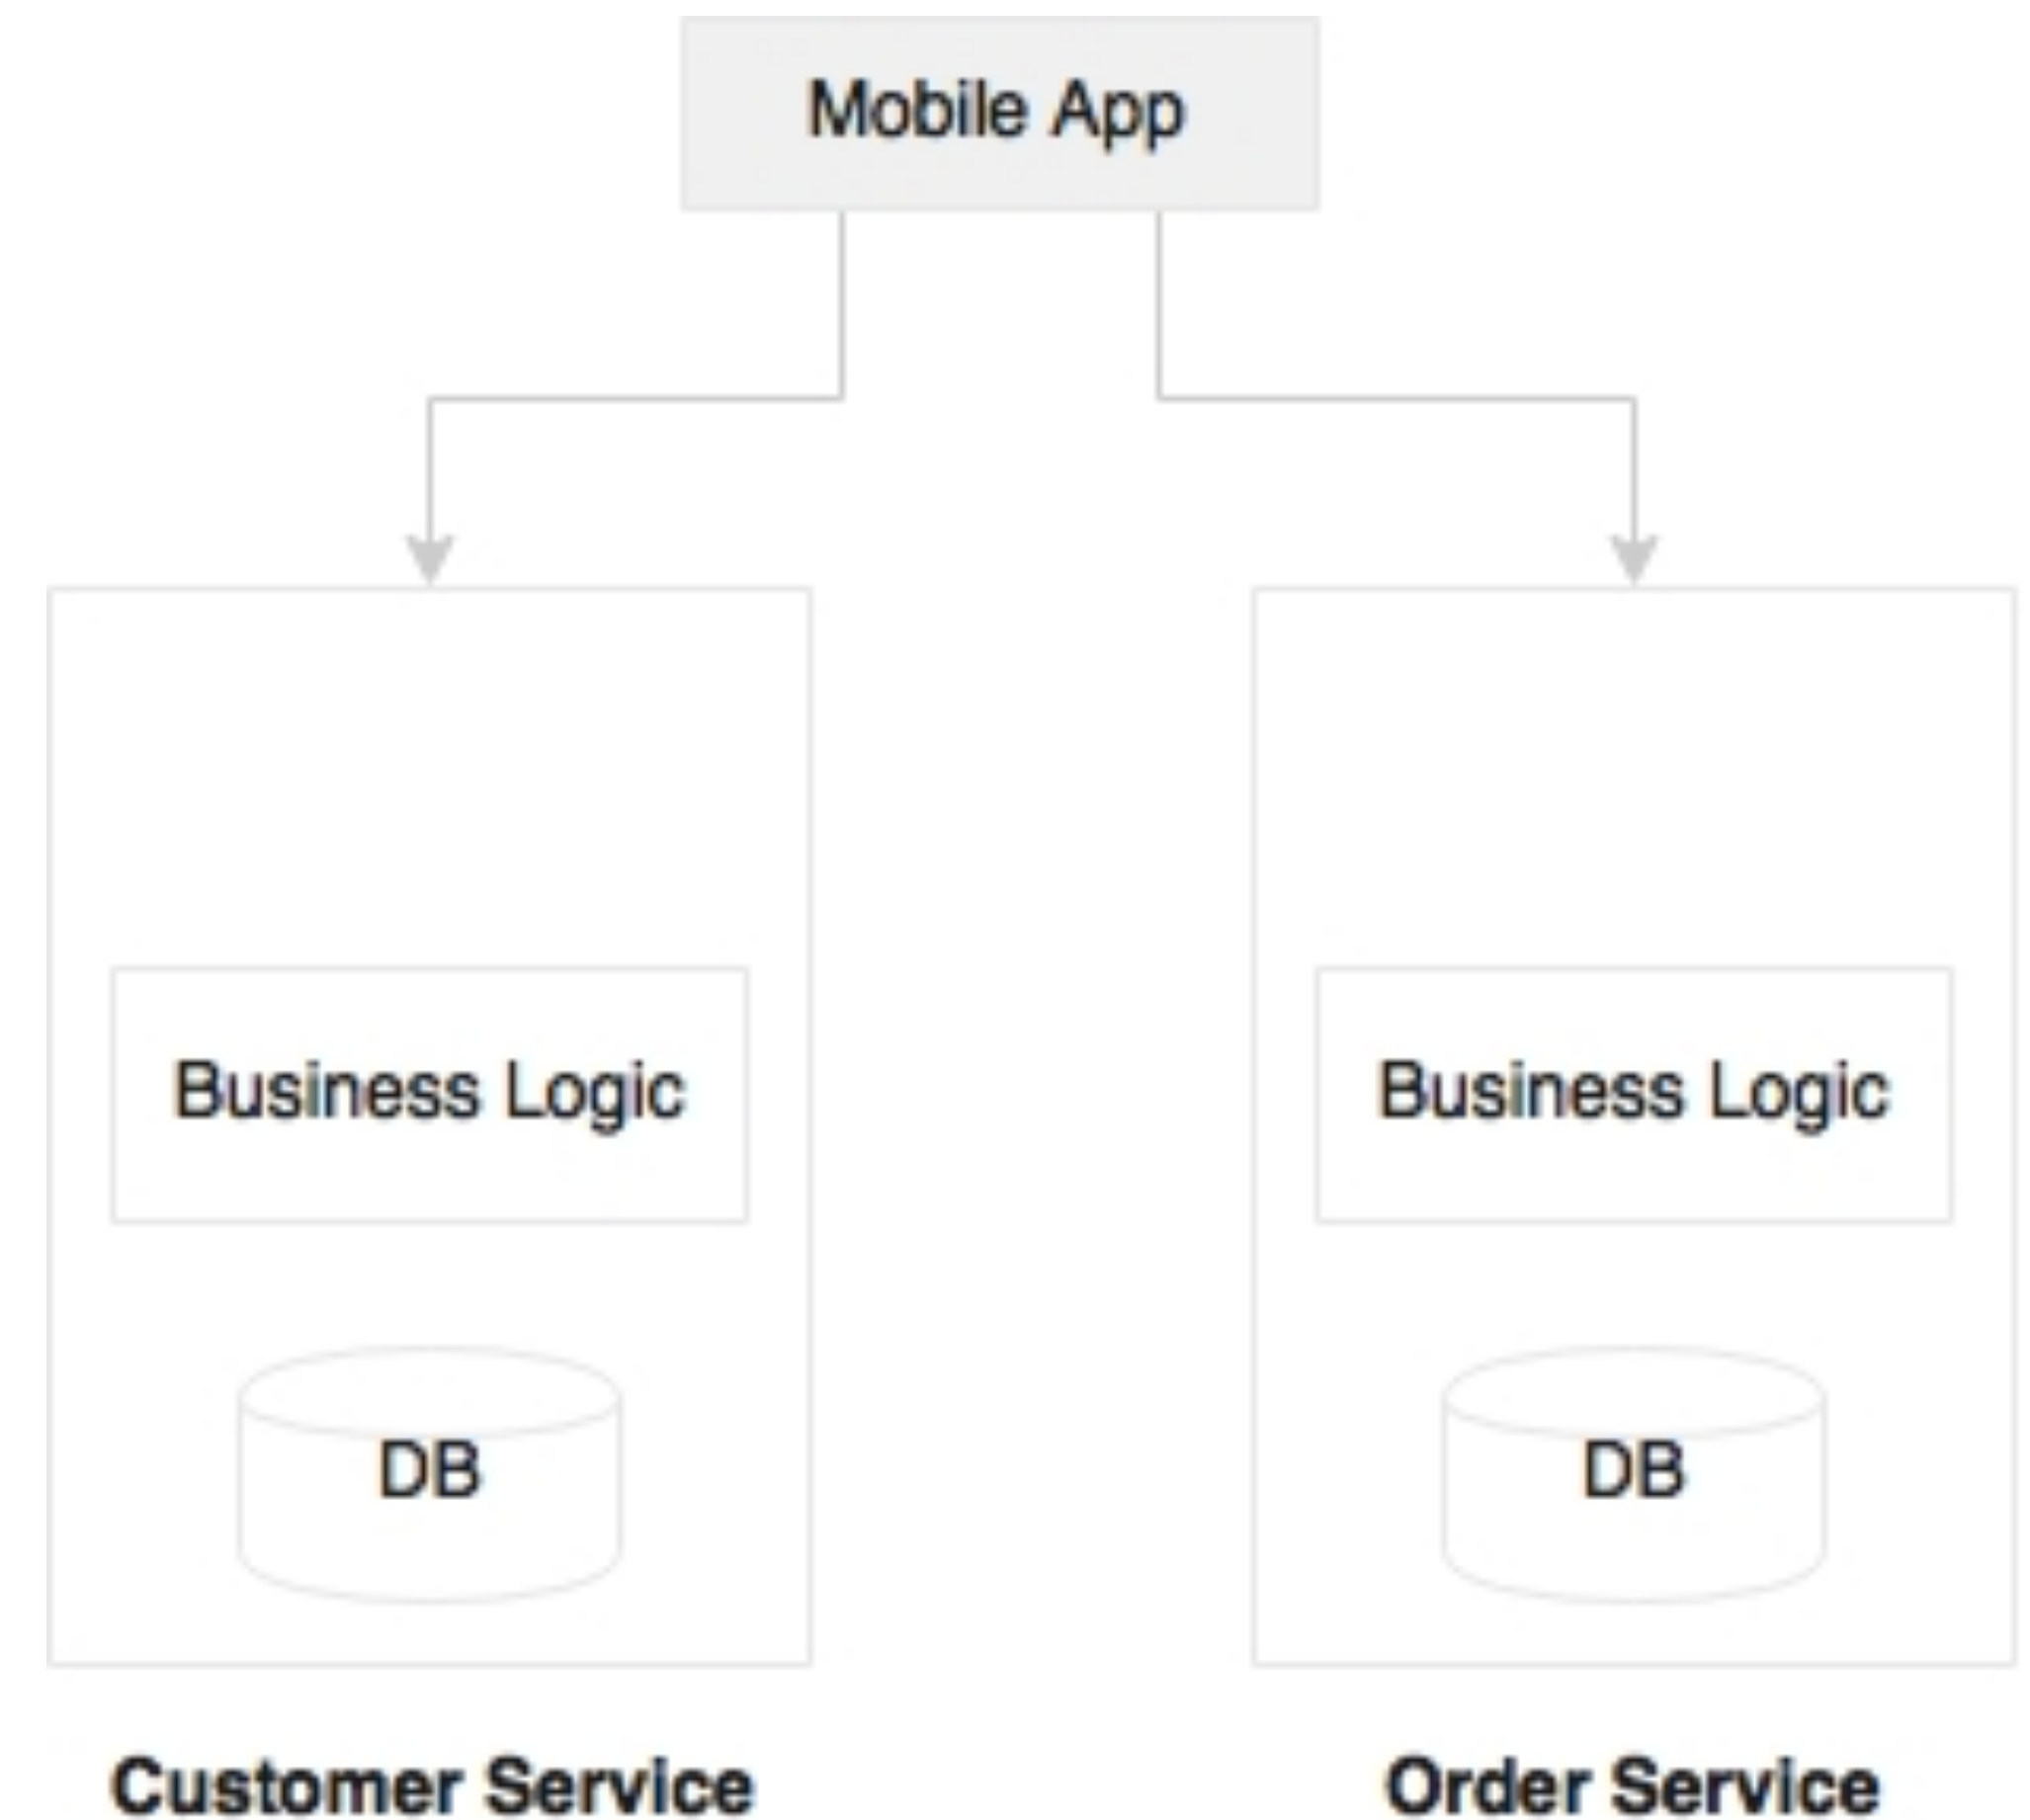 Mobile App
Business Logic
DB
Customer Service
Business Logic
DB
Order Service